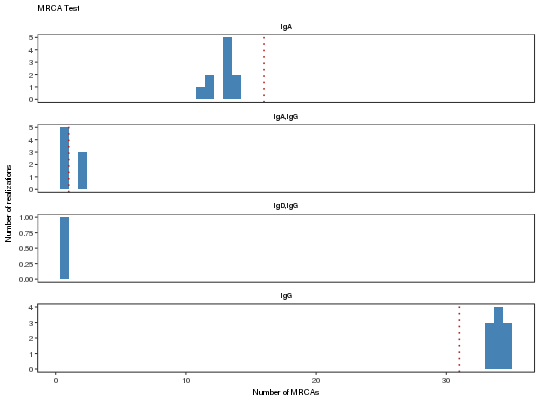 MRCA Test
IgA
5
4
3
2
1
0
IgA,IgG
5
4
3
2
1
0
Number of realizations
IgD,IgG
1.00
0.75
0.50
0.25
0.00
IgG
4
3
2
1
0
0 10 20 30
Number of MRCAs